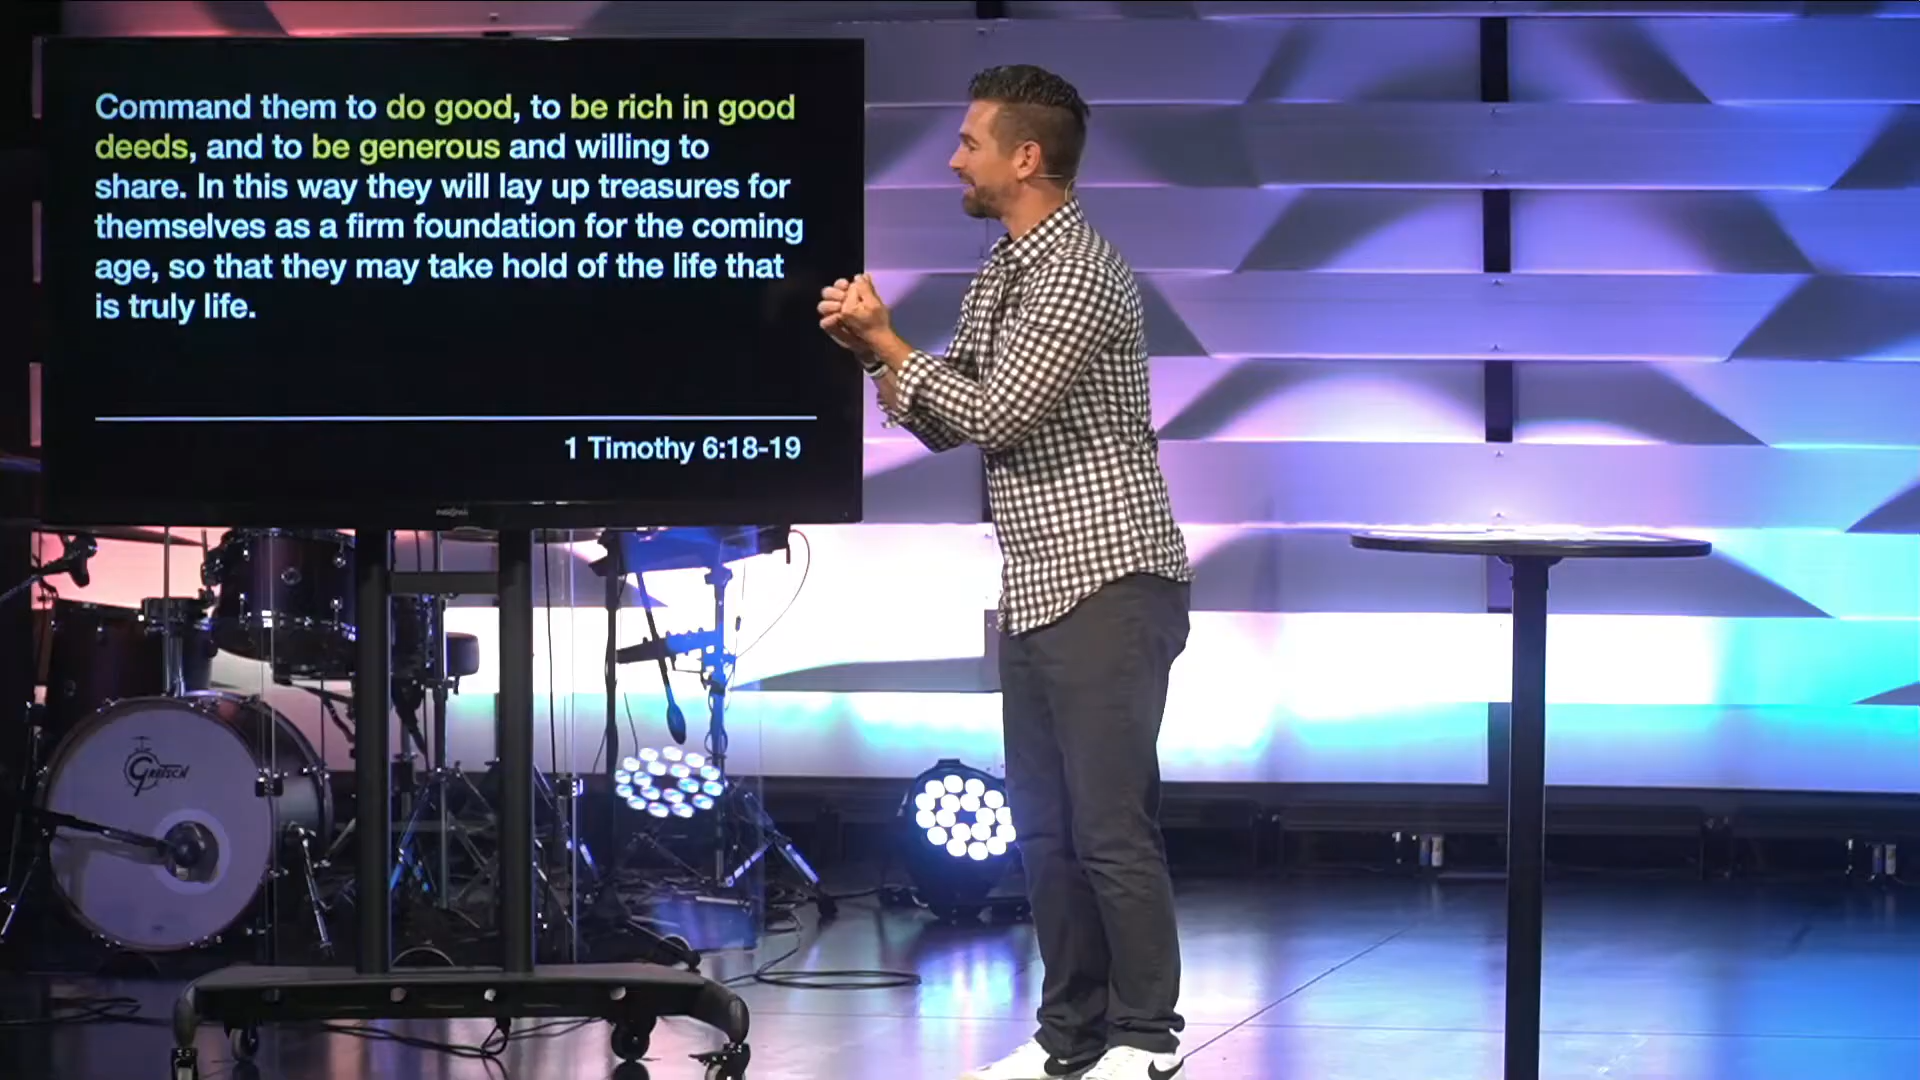 Command them to do good, to be rich in good
deeds, and to be generous and willing to
share. In this way they will lay up treasures for
themselves as a firm foundation for the coming
age, so that they may take hold of the life that
is truly life.
1 Timothy 6:18-19
INSIGNIA
GRETSCH